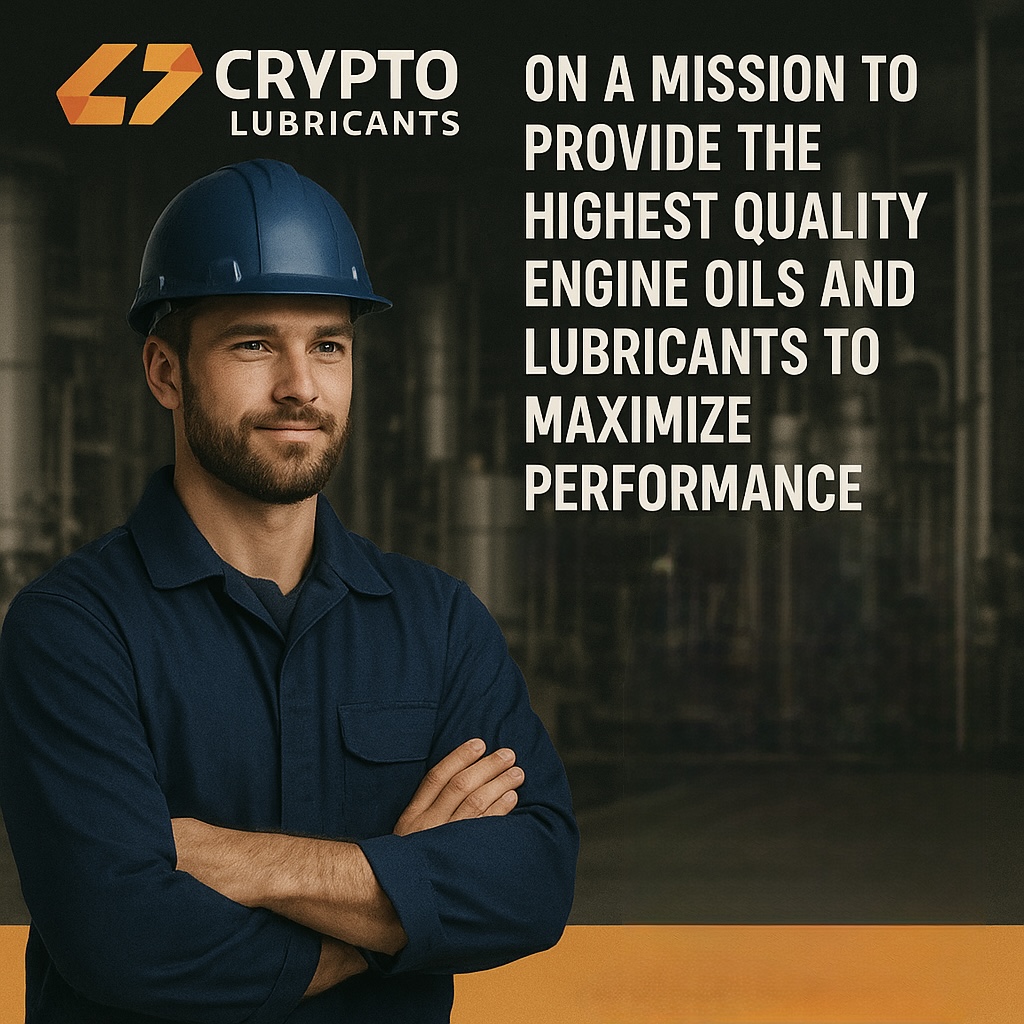 CRYPTO
LUBRICANTS
ON A MISSION TO
PROVIDE THE
HIGHEST QUALITY
ENGINE OILS AND
LUBRICANTS TO
MAXIMIZE
PERFORMANCE